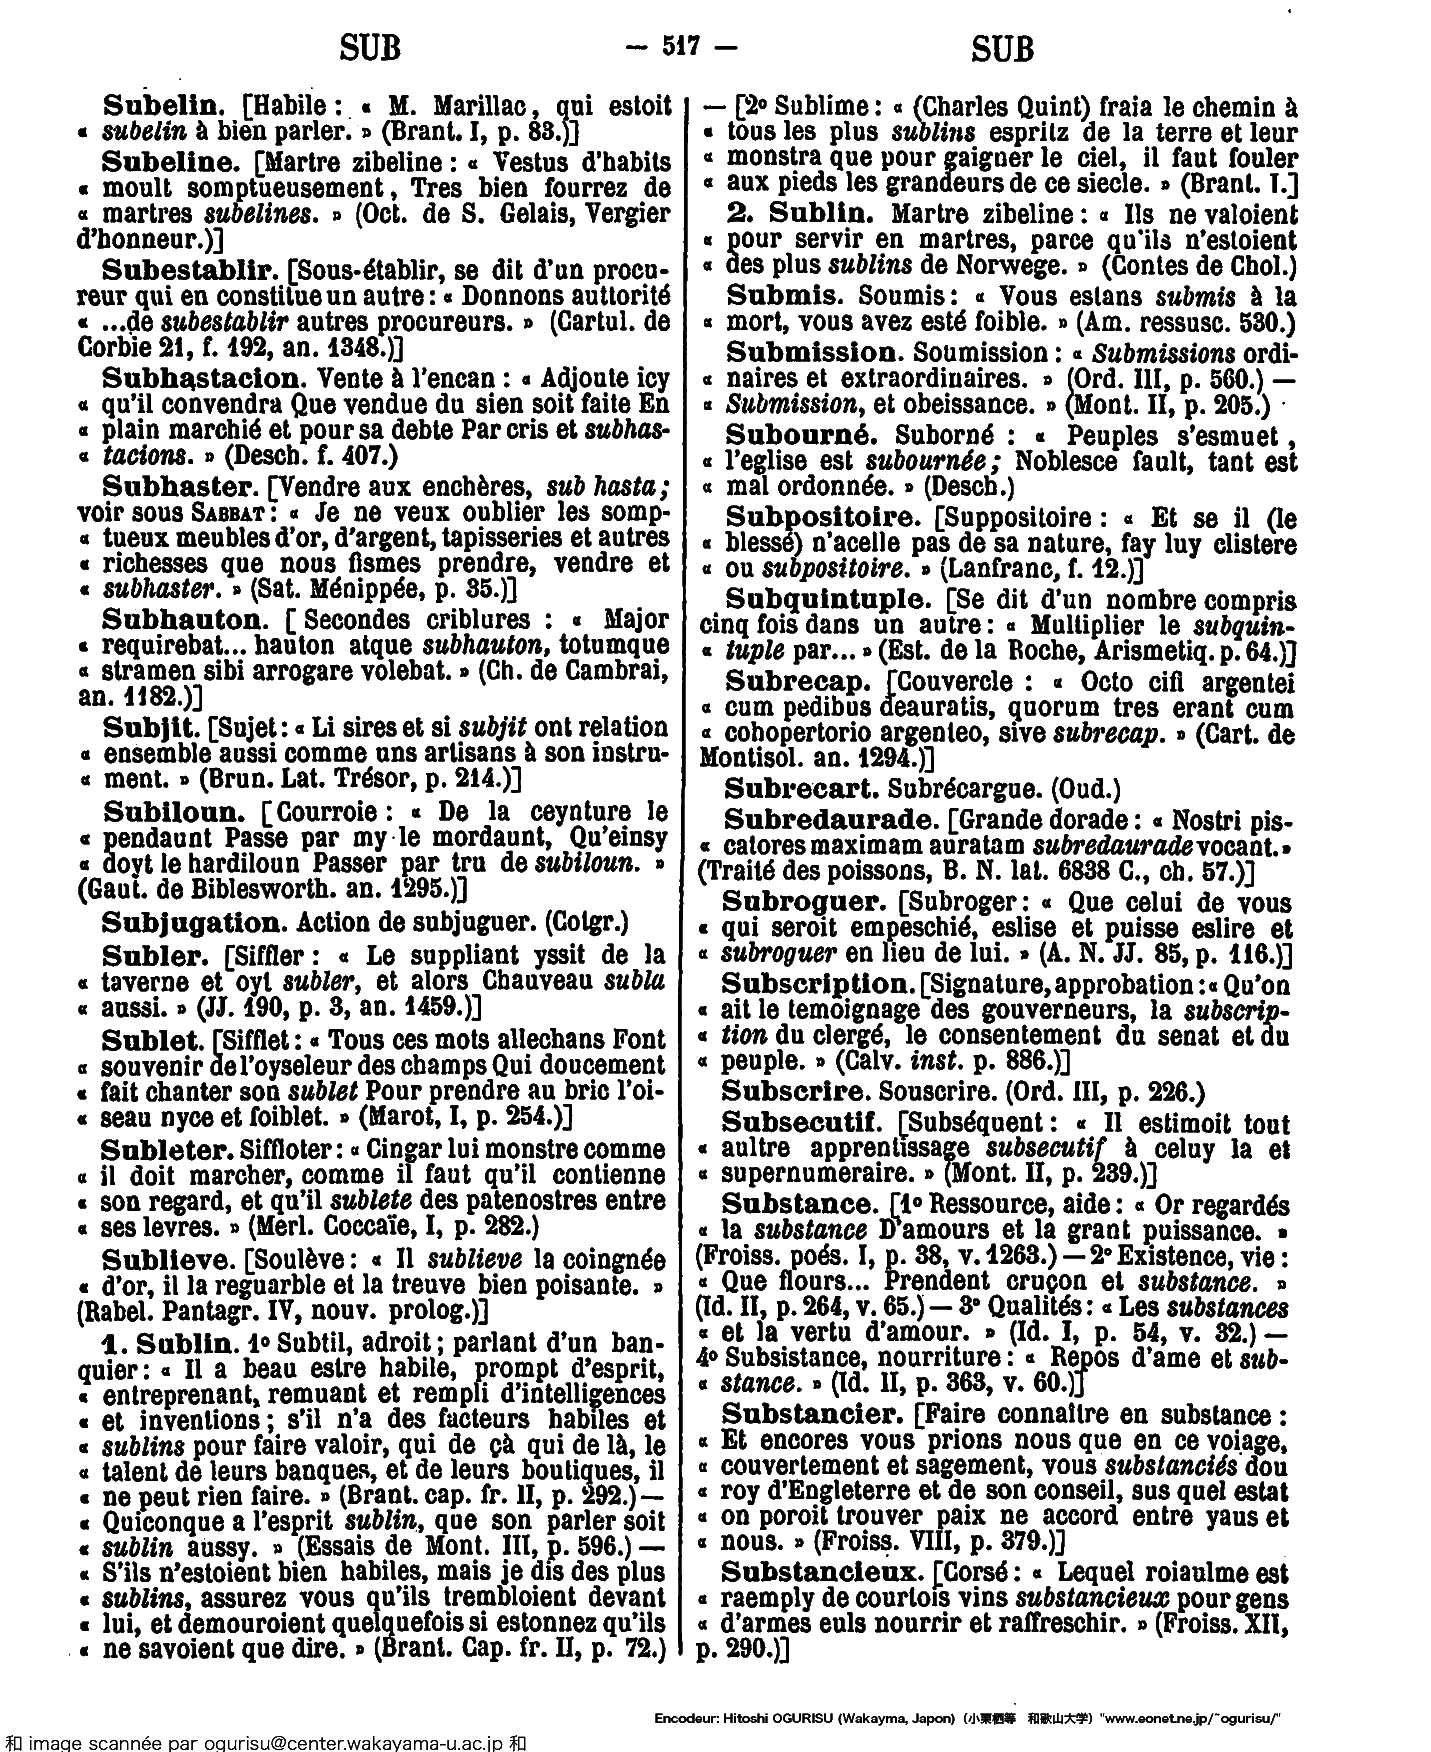 SUB — 517 — SUB
Subelin. [Habile : « M. Marillac, qui estoit
« subelin à bien parler. » (Brant. I, p. 83.)]
Subeline. [Martre zibeline : « Vestus d'habits
« moult somptueusement, Tres bien fourrez de
« martres subelines. » (Oct. de S. Gelais, Vergier
d'honneur.)]
Subestablir. [Sous-établir, se dit d'un procu-
reur qui en constitue un autre : « Donnons auttorité
« ...de subestablir autres procureurs. » (Cartul. de
Corbie 21, f. 192, an. 1348.)]
Subhastacion. Vente à l'encan : « Adjoute icy
« qu'il convendra Que vendue du sien soit faite En
« plain marchié et pour sa debte Par cris et subhas-
« tacions. » (Desch. f. 407.)
Subhaster. [Vendre aux enchères, sub hasta ;
voir sous SABBAT : « Je ne veux oublier les somp-
« tueux meubles d'or, d'argent, tapisseries et autres
« richesses que nous fismes prendre, vendre et
« subhaster. » (Sat. Ménippée, p. 35.)]
Subhauton. [Secondes criblures : « Major
« requirebat... hauton atque subhauton, totumque
« stramen sibi arrogare volebat. » (Ch. de Cambrai,
an. 1182.)]
Subjit. [Sujet : « Li sires et si subjit ont relation
« ensemble aussi comme uns artisans à son instru-
« ment. » (Brun. Lat. Trésor, p. 214.)]
Subiloun. [Courroie : « De la ceynture le
« pendaunt Passe par my le mordaunt, Qu'einsy
« doyt le hardiloun Passer par tru de subiloun. »
(Gaut. de Biblesworth. an. 1295.)]
Subjugation. Action de subjuguer. (Cotgr.)
Subler. [Siffler : « Le suppliant yssit de la
« taverne et oyt subler, et alors Chauveau subla
« aussi. » (JJ. 190, p. 3, an. 1459.)]
Sublet. [Sifflet : « Tous ces mots allechans Font
« souvenir de l'oyseleur des champs Qui doucement
« fait chanter son sublet Pour prendre au bric l'oi-
« seau nyce et foiblet. » (Marot, I, p. 254.)]
Subleter. Siffloter : « Cingar lui monstre comme
« il doit marcher, comme il faut qu'il contienne
« son regard, et qu'il sublete des patenostres entre
« ses levres. » (Merl. Coccaïe, I, p. 282.)
Sublieve. [Soulève : « Il sublieve la coingnée
« d'or, il la reguarble et la treuve bien poisante. »
(Rabel. Pantagr. IV, nouv. prolog.)]
1. Sublin. 1º Subtil, adroit ; parlant d'un ban-
quier : « Il a beau estre habile, prompt d'esprit,
« entreprenant, remuant et rempli d'intelligences
« et inventions ; s'il n'a des facteurs habiles et
« sublins pour faire valoir, qui de çà qui de là, le
« talent de leurs banques, et de leurs boutiques, il
« ne peut rien faire. » (Brant. cap. fr. II, p. 292.) —
« Quiconque a l'esprit sublin, que son parler soit
« sublin aussy. » (Essais de Mont. III, p. 596.) —
« S'ils n'estoient bien habiles, mais je dis des plus
« sublins, assurez vous qu'ils trembloient devant
« lui, et demouroient quelquefois si estonnez qu'ils
« ne savoient que dire. » (Brant. Cap. fr. II, p. 72.)
— [2º Sublime : « (Charles Quint) fraia le chemin à
« tous les plus sublins espritz de la terre et leur
« monstra que pour gaigner le ciel, il faut fouler
« aux pieds les grandeurs de ce siecle. » (Brant. I.]
2. Sublin. Martre zibeline : « Ils ne valoient
« pour servir en martres, parce qu'ils n'estoient
« des plus sublins de Norwege. » (Contes de Chol.)
Submis. Soumis : « Vous estans submis à la
« mort, vous avez esté foible. » (Am. ressusc. 530.)
Submission. Soumission : « Submissions ordi-
« naires et extraordinaires. » (Ord. III, p. 560.) —
« Submission, et obeissance. » (Mont. II, p. 205.)
Subourné. Suborné : « Peuples s'esmuet,
« l'eglise est subournée ; Noblesce fault, tant est
« mal ordonnée. » (Desch.)
Subpositoire. [Suppositoire : « Et se il (le
« blessé) n'acelle pas de sa nature, fay luy clistere
« ou subpositoire. » (Lanfranc, f. 12.)]
Subquintuple. [Se dit d'un nombre compris
cinq fois dans un autre : « Multiplier le subquin-
« tuple par... » (Est. de la Roche, Arismetiq. p. 64.)]
Subrecap. [Couvercle : « Octo cifi argentei
« cum pedibus deauratis, quorum tres erant cum
« cohopertorio argenteo, sive subrecap. » (Cart. de
Montisol. an. 1294.)]
Subrecart. Subrécargue. (Oud.)
Subredaurade. [Grande dorade : « Nostri pis-
« catores maximam auratam subredaurade vocant. »
(Traité des poissons, B. N. lat. 6838 C., ch. 57.)]
Subroguer. [Subroger : « Que celui de vous
« qui seroit empeschié, eslise et puisse eslire et
« subroguer en lieu de lui. » (A. N. JJ. 85, p. 116.)]
Subscription. [Signature, approbation : « Qu'on
« ait le temoignage des gouverneurs, la subscrip-
« tion du clergé, le consentement du senat et du
« peuple. » (Calv. inst. p. 886.)]
Subscrire. Souscrire. (Ord. III, p. 226.)
Subsecutif. [Subséquent : « Il estimoit tout
« aultre apprentissage subsecutif à celuy la et
« supernumeraire. » (Mont. II, p. 239.)]
Substance. [1º Ressource, aide : « Or regardés
« la substance D'amours et la grant puissance. »
(Froiss. poés. I, p. 38, v. 1263.) — 2º Existence, vie :
« Que flours... Prendent cruçon et substance. »
(Id. II, p. 264, v. 65.) — 3º Qualités : « Les substances
« et la vertu d'amour. » (Id. I, p. 54, v. 32.) —
4º Subsistance, nourriture : « Repos d'ame et sub-
« stance. » (Id. II, p. 363, v. 60.)]
Substancier. [Faire connaître en substance :
« Et encores vous prions nous que en ce voiage,
« couvertement et sagement, vous substanciés dou
« roy d'Engleterre et de son conseil, sus quel estat
« on poroit trouver paix ne accord entre yaus et
« nous. » (Froiss. VIII, p. 379.)]
Substancieux. [Corsé : « Lequel roiaulme est
« raemply de courtois vins substancieux pour gens
« d'armes euls nourrir et raffreschir. » (Froiss. XII,
p. 290.)]
Encodeur: Hitoshi OGURISU (Wakayma, Japon) (小栗栖等 和歌山大学) "www.eonet.ne.jp/~ogurisu/"
和 image scannée par ogurisu@center.wakayama-u.ac.jp 和